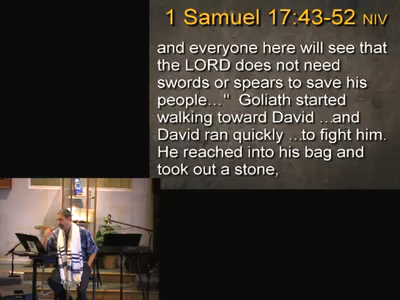 1 Samuel 17:43-52 NIV
and everyone here will see that
the LORD does not need
swords or spears to save his
people…"  Goliath started
walking toward David …and
David ran quickly …to fight him.
He reached into his bag and
took out a stone,